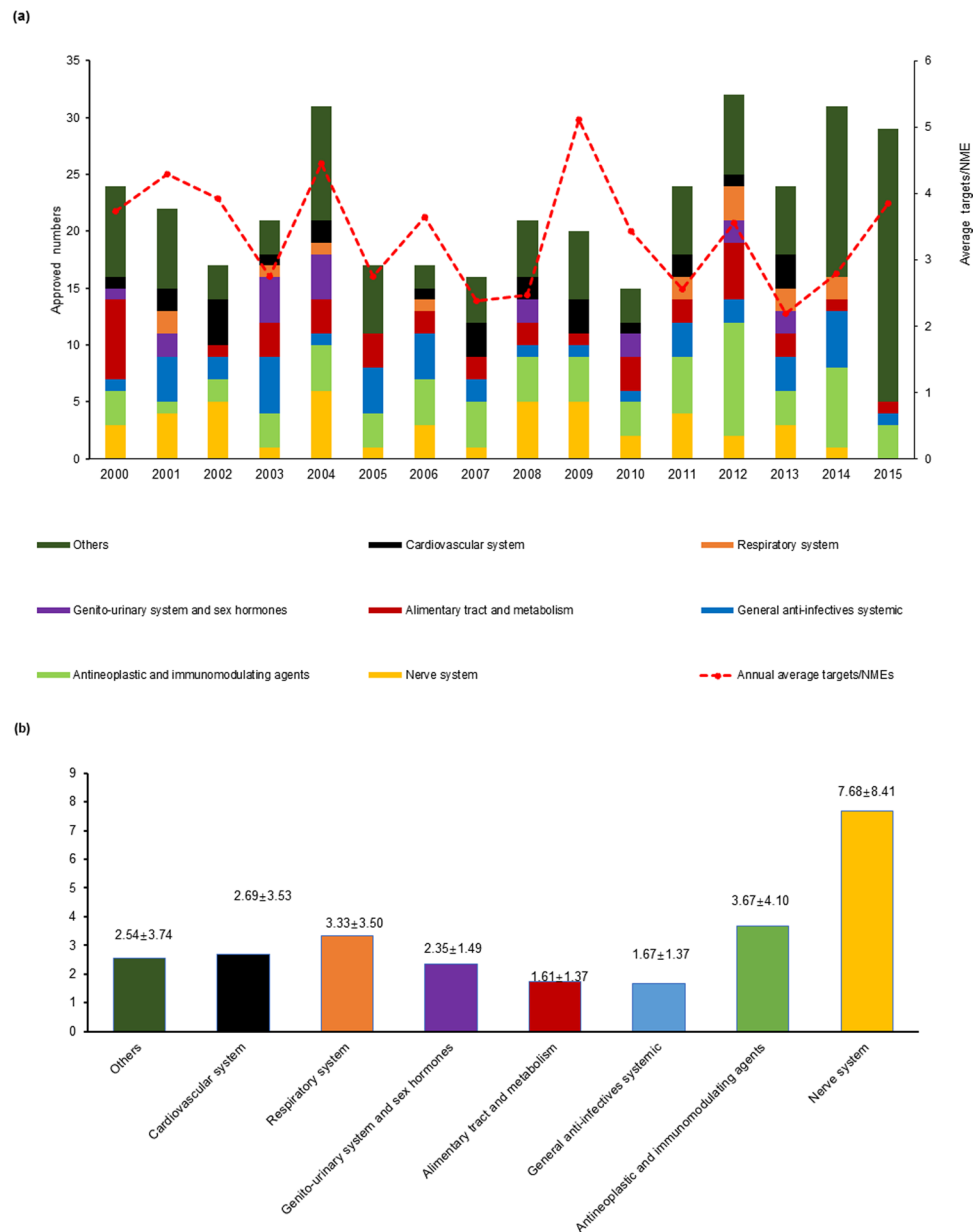 (a)
35
30
25
20
15
10
5
0
Approved numbers
6
5
4
3
2
1
0
Average targets/NME
2000 2001 2002 2003 2004 2005 2006 2007 2008 2009 2010 2011 2012 2013 2014 2015
Others Cardiovascular system Respiratory system
Genito-urinary system and sex hormones Alimentary tract and metabolism General anti-infectives systemic
Antineoplastic and immunomodulating agents Nerve system Annual average targets/NMEs
(b)
9
8
7
6
5
4
3
2
1
0
2.54±3.74
2.69±3.53
3.33±3.50
2.35±1.49
1.61±1.37
1.67±1.37
3.67±4.10
7.68±8.41
Others
Cardiovascular system
Respiratory system
Genito-urinary system and sex hormones
Alimentary tract and metabolism
General anti-infectives systemic
Antineoplastic and immunomodulating agents
Nerve system